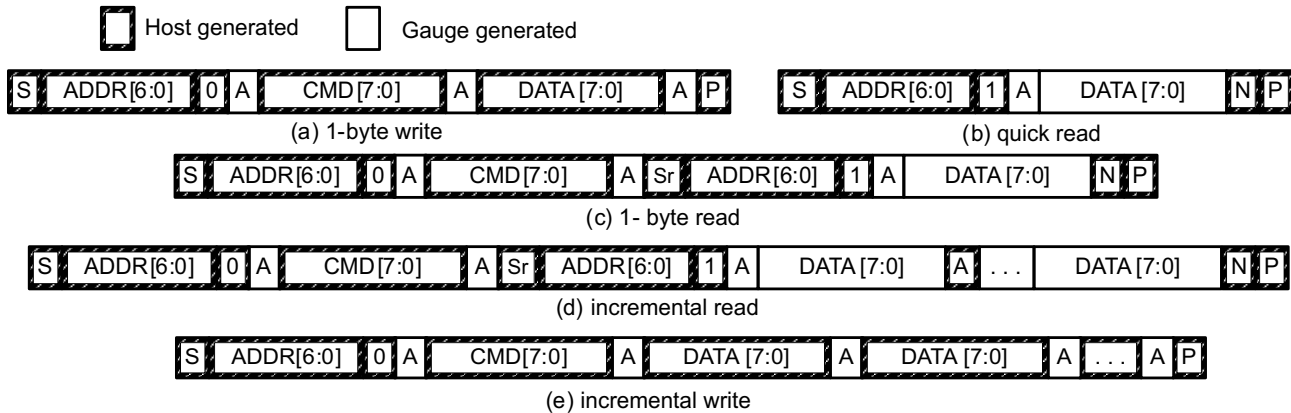 Host generated Gauge generated
S ADDR[6:0] 0 A CMD[7:0] A DATA [7:0] A P S ADDR[6:0] 1 A DATA [7:0] N P
(a) 1-byte write (b) quick read
S ADDR[6:0] 0 A CMD[7:0] A Sr ADDR[6:0] 1 A DATA [7:0] N P
(c) 1- byte read
S ADDR[6:0] 0 A CMD[7:0] A Sr ADDR[6:0] 1 A DATA [7:0] A . . . DATA [7:0] N P
(d) incremental read
S ADDR[6:0] 0 A CMD[7:0] A DATA [7:0] A DATA [7:0] A . . . A P
(e) incremental write